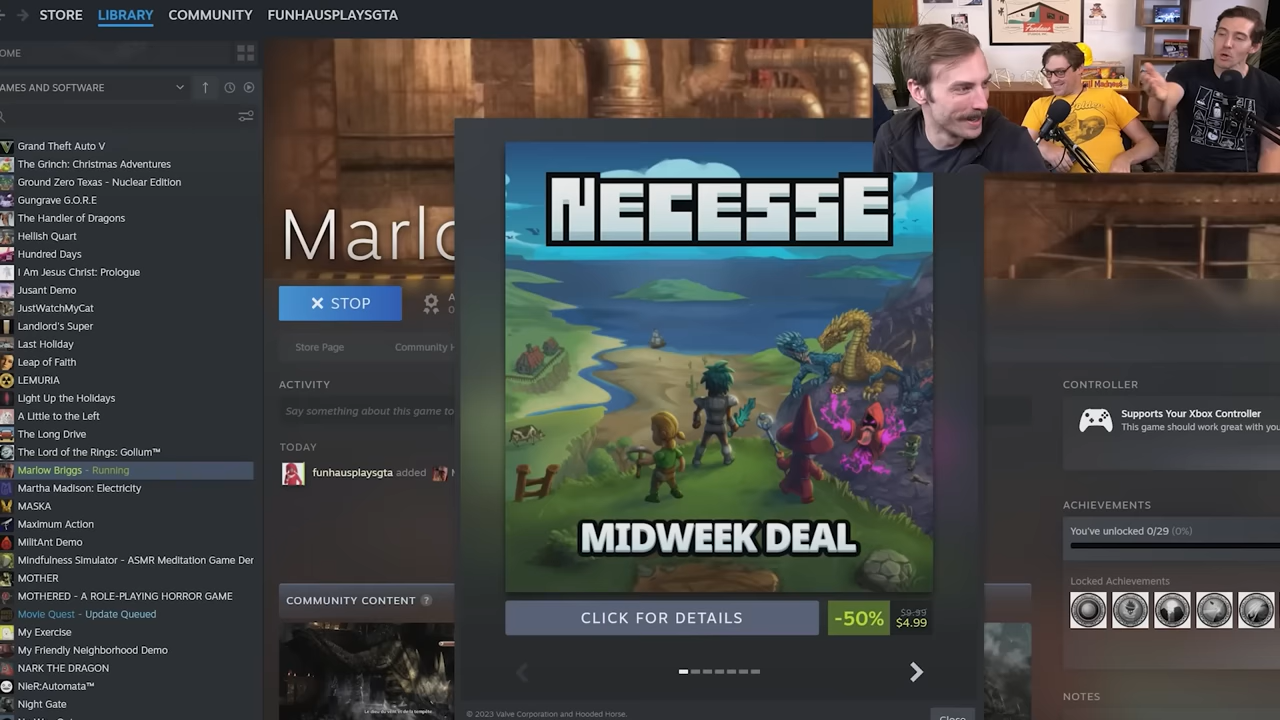 STORE LIBRARY COMMUNITY FUNHAUSPLAYSGTA
OME
AMES AND SOFTWARE
Grand Theft Auto V
The Grinch: Christmas Adventures
Ground Zero Texas - Nuclear Edition
Gungrave G.O.R.E
The Handler of Dragons
Hellish Quart
Hundred Days
I Am Jesus Christ: Prologue
Jusant Demo
JustWatchMyCat
Landlord's Super
Last Holiday
Leap of Faith
LEMURIA
Light Up the Holidays
A Little to the Left
The Long Drive
The Lord of the Rings: Gollum™
Marlow Briggs - Running
Martha Madison: Electricity
MASKA
Maximum Action
MilitAnt Demo
Mindfulness Simulator - ASMR Meditation Game Der
MOTHER
MOTHERED - A ROLE-PLAYING HORROR GAME
Movie Quest - Update Queued
My Exercise
My Friendly Neighborhood Demo
NARK THE DRAGON
NieR:Automata™
Night Gate
Marlo
STOP
A
0
Store Page Community H
ACTIVITY
Say something about this game to
TODAY
funhausplaysgta added
COMMUNITY CONTENT ?
NECESSE
MIDWEEK DEAL
CLICK FOR DETAILS
-50%
$9.99
$4.99
© 2023 Valve Corporation and Hooded Horse.
Close
CONTROLLER
Supports Your Xbox Controller
This game should work great with you
ACHIEVEMENTS
You've unlocked 0/29 (0%)
Locked Achievements
NOTES